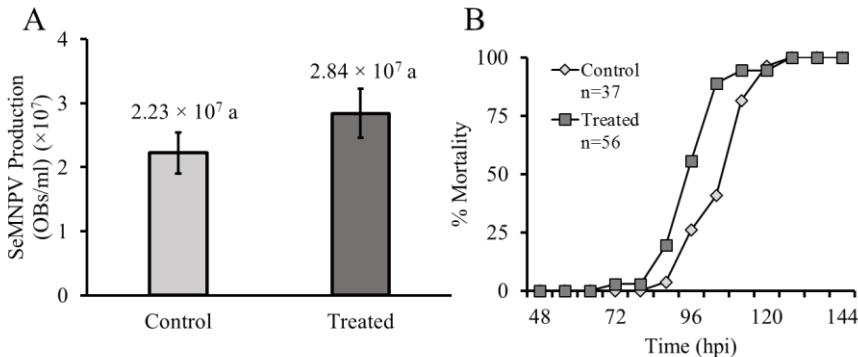 A
SeMNPV Production
(OBs/ml) (×10⁷)
4
3
2
1
0
2.23 × 10⁷ a
2.84 × 10⁷ a
Control
Treated
B
% Mortality
100
75
50
25
0
Control
n=37
Treated
n=56
48
72
96
120
144
Time (hpi)